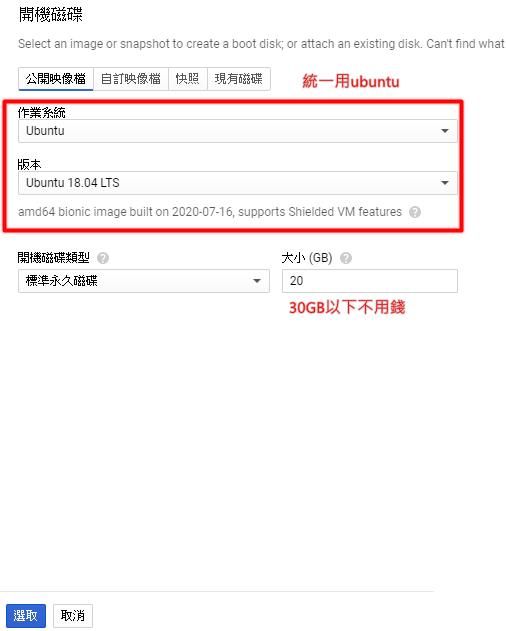 開機磁碟
Select an image or snapshot to create a boot disk; or attach an existing disk. Can't find what
公開映像檔 自訂映像檔 快照 現有磁碟 統一用ubuntu
作業系統
Ubuntu
版本
Ubuntu 18.04 LTS
amd64 bionic image built on 2020-07-16, supports Shielded VM features
開機磁碟類型 大小 (GB)
標準永久磁碟 20
30GB以下不用錢
選取 取消